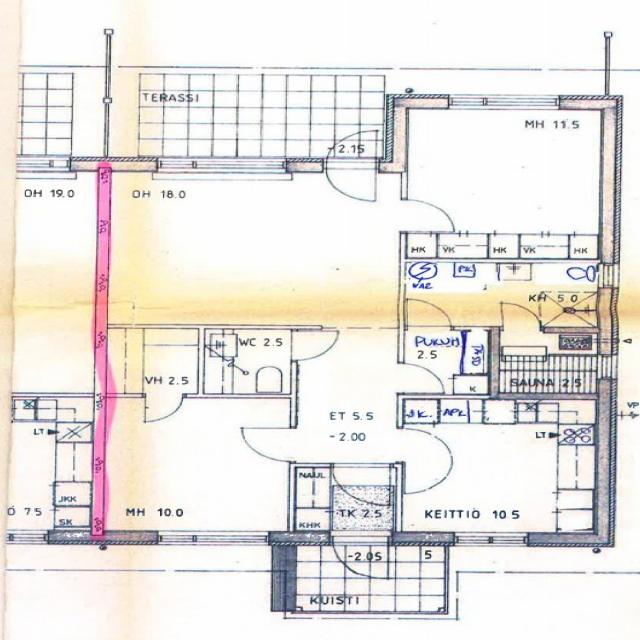 TERASSI
MH 11.5
-2.15
OH 19.0
OH 18.0
HK
VK
HK
VK
HK
KH 5.0
PUKUH
2.5
WC 2.5
SAUNA 2.5
VH 2.5
K
VP
JK.
APK
LT
LT
ET 5.5
-2.00
NAUL
JKK
SK
7.5
MH 10.0
TK 2.5
KHK
KEITTIÖ 10.5
-2.05
5
KUISTI